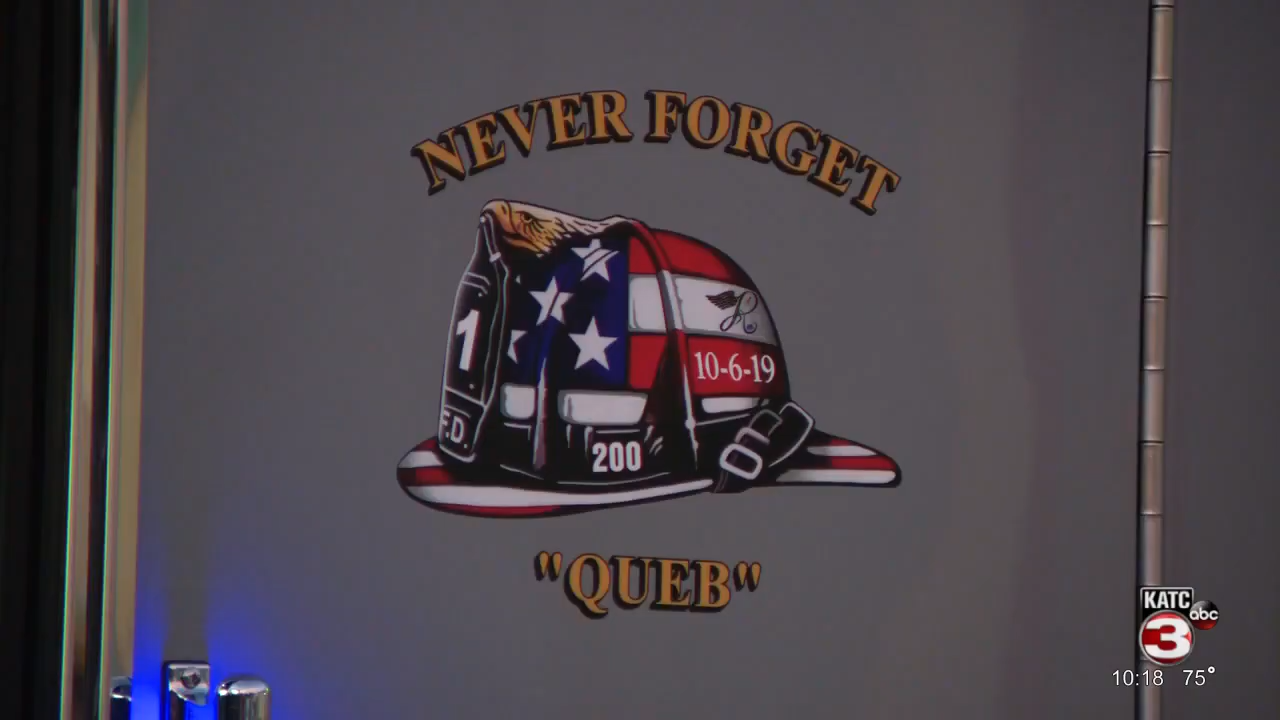 NEVER FORGET
1
F.D.
10-6-19
200
"QUEB"
KATC
abc
3
10:18 75°